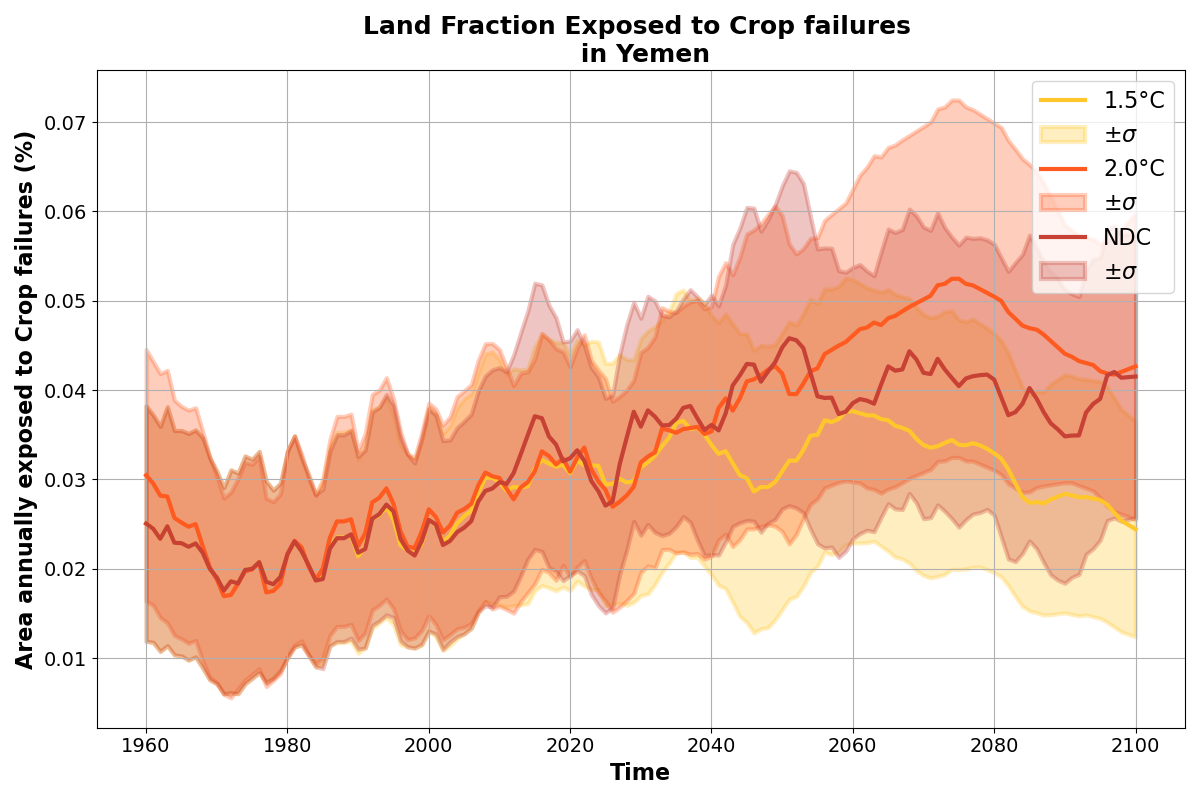 Land Fraction Exposed to Crop failures
in Yemen
Area annually exposed to Crop failures (%)
0.07
0.06
0.05
0.04
0.03
0.02
0.01
1.5°C
±σ
2.0°C
±σ
NDC
±σ
1960
1980
2000
2020
2040
2060
2080
2100
Time